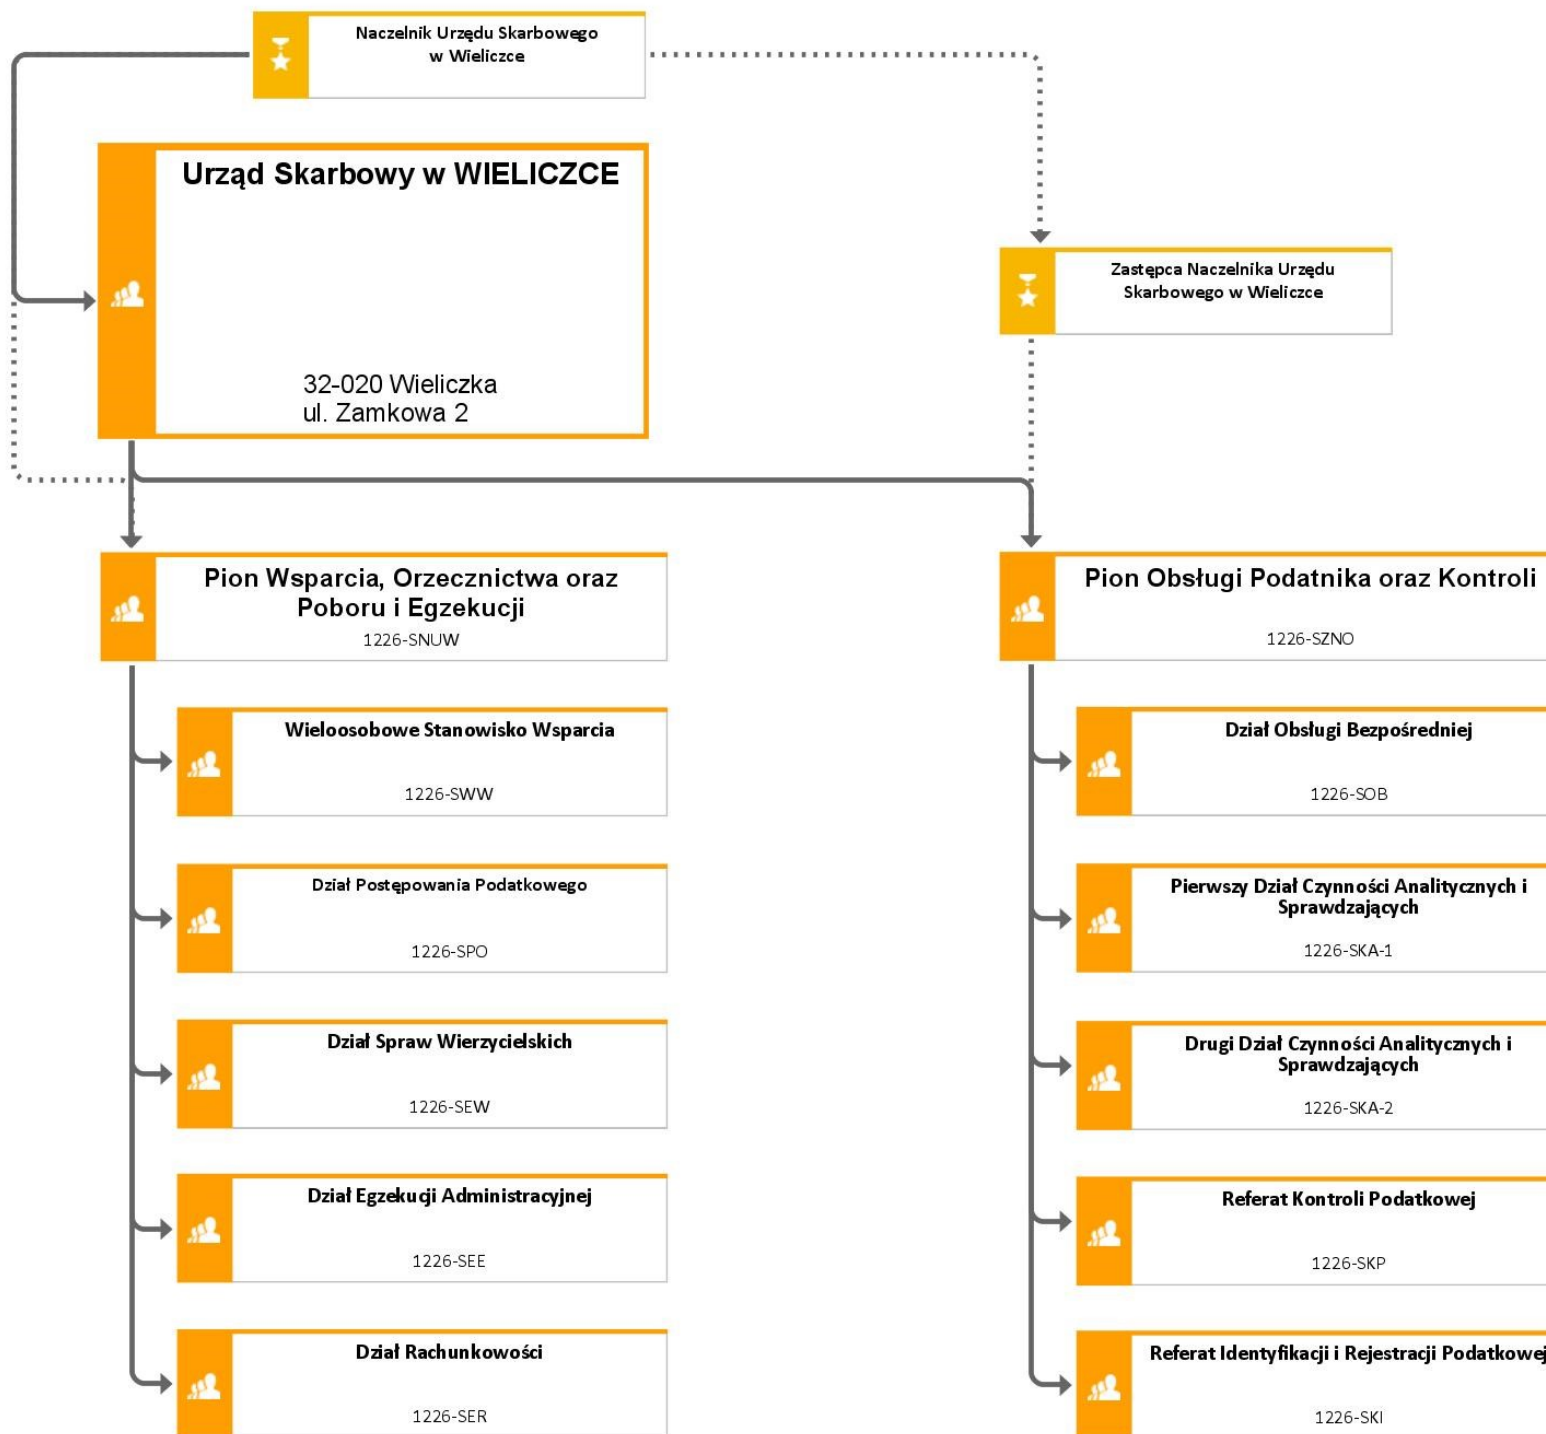 Naczelnik Urzędu Skarbowego
w Wieliczce
Urząd Skarbowy w WIELICZCE
32-020 Wieliczka
ul. Zamkowa 2
Zastępca Naczelnika Urzędu
Skarbowego w Wieliczce
Pion Wsparcia, Orzecznictwa oraz
Poboru i Egzekucji
1226-SNUW
Wieloosobowe Stanowisko Wsparcia
1226-SWW
Dział Postępowania Podatkowego
1226-SPO
Dział Spraw Wierzycielskich
1226-SEW
Dział Egzekucji Administracyjnej
1226-SEE
Dział Rachunkowości
1226-SER
Pion Obsługi Podatnika oraz Kontroli
1226-SZNO
Dział Obsługi Bezpośredniej
1226-SOB
Pierwszy Dział Czynności Analitycznych i
Sprawdzających
1226-SKA-1
Drugi Dział Czynności Analitycznych i
Sprawdzających
1226-SKA-2
Referat Kontroli Podatkowej
1226-SKP
Referat Identyfikacji i Rejestracji Podatkowej
1226-SKI